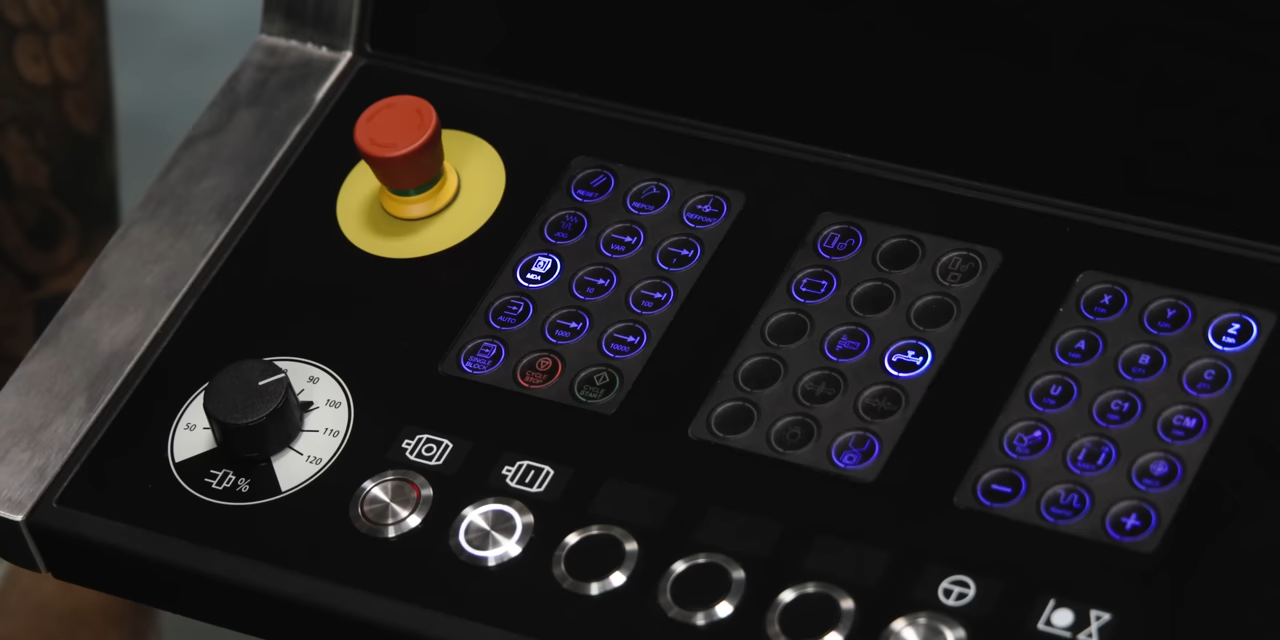 RESET
REPOS
REFPOINT
JOG
VAR
1
MDA
10
100
AUTO
1000
10000
SINGLE
BLOCK
CYCLE
STOP
CYCLE
START
X
Y
Z
A
B
C
U
C1
CM
50
90
100
110
120
%